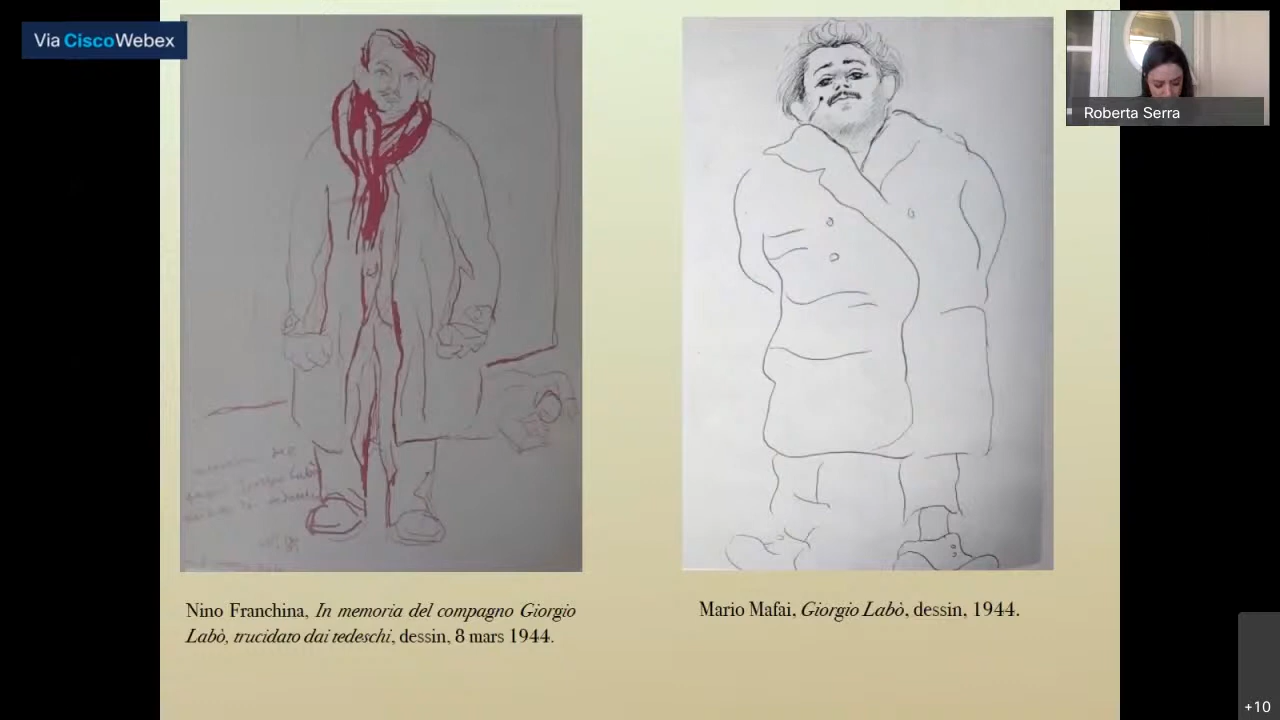 Via CiscoWebex
Roberta Serra
Nino Franchina, In memoria del compagno Giorgio
Labò, trucidato dai tedeschi, dessin, 8 mars 1944.
Mario Mafai, Giorgio Labò, dessin, 1944.
+10